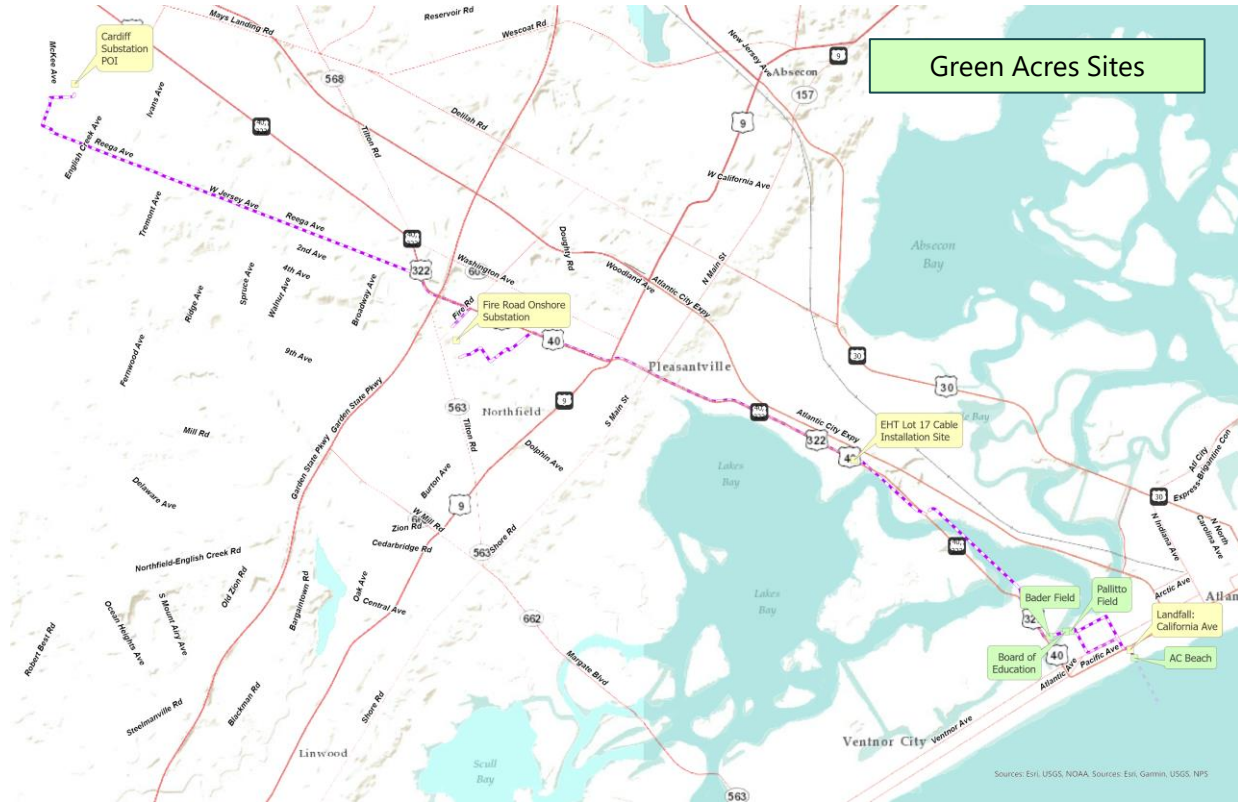 Green Acres Sites
Cardiff
Substation
POI
McKee Ave
Mays Landing Rd
Reservoir Rd
Wescoat Rd
New Jersey Ave
9
Absecon
157
568
Ivans Ave
Tilton Rd
Delilah Rd
9
English Creek Ave
Reega Ave
W California Ave
Tremont Ave
W Jersey Ave
Reega Ave
Doughty Rd
Absecon
Bay
2nd Ave
322
Washington Ave
Woodland Ave
N Main St
Atlantic City Expy
4th Ave
Spruce Ave
Walnut Ave
Ridge Ave
Broadway Ave
Fire Rd
Fire Road Onshore
Substation
30
40
Fernwood Ave
9th Ave
Pleasantville
30
Garden State Pkwy
563
Northfield
9
S Main St
Atlantic City Expy
EHT Lot 17 Cable
Installation Site
322
Mill Rd
Tilton Rd
Dolphin Ave
Lakes
Bay
Delaware Ave
Garden State Pkwy
Burton Ave
9
Atl City
Express-Brigantine Con
30
W Mill Rd
Zion Rd
Cedarbridge Rd
563
Shore Rd
N Indiana Ave
N North
Carolina Ave
Northfield-English Creek Rd
Old Zion Rd
Bargaintown Rd
Oak Ave
Central Ave
Lakes
Bay
Arctic Ave
Bader Field
Pallitto
Field
Ocean Heights Ave
S Mount Airy Ave
662
Landfall:
California Ave
Robert Best Rd
Board of
Education
40
Pacific Ave
AC Beach
Margate Blvd
Atlantic Ave
Blackman Rd
Steelmanville Rd
Shore Rd
Ventnor Ave
Ventnor City
Linwood
Scull
Bay
563
Sources: Esri, USGS, NOAA, Sources: Esri, Garmin, USGS, NPS